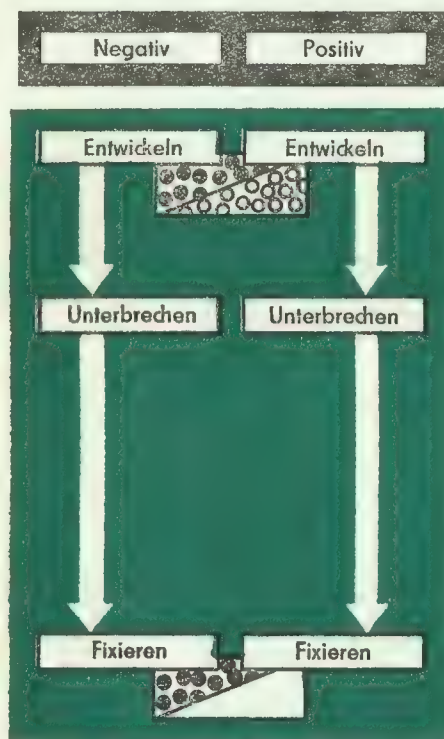 Negativ Positiv
Entwickeln Entwickeln
Unterbrechen Unterbrechen
Fixieren Fixieren